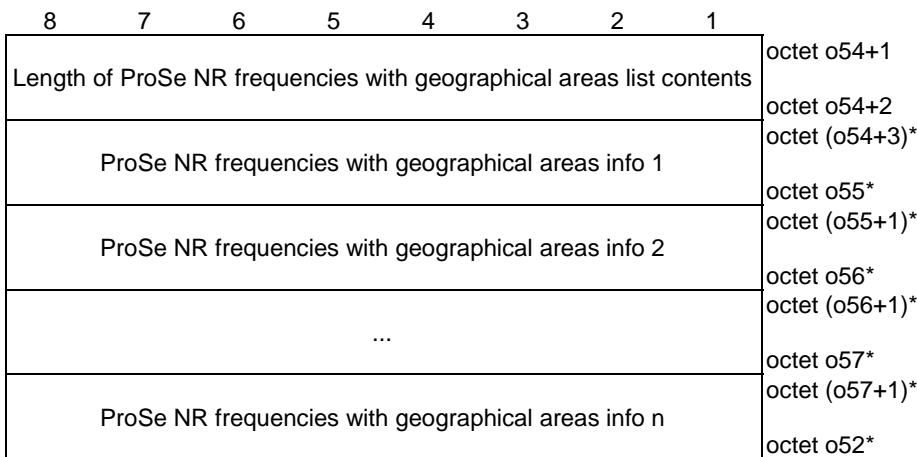 8 7 6 5 4 3 2 1
Length of ProSe NR frequencies with geographical areas list contents
octet o54+1
octet o54+2
ProSe NR frequencies with geographical areas info 1
octet (o54+3)*
octet o55*
ProSe NR frequencies with geographical areas info 2
octet (o55+1)*
octet o56*
...
octet (o56+1)*
octet o57*
ProSe NR frequencies with geographical areas info n
octet (o57+1)*
octet o52*